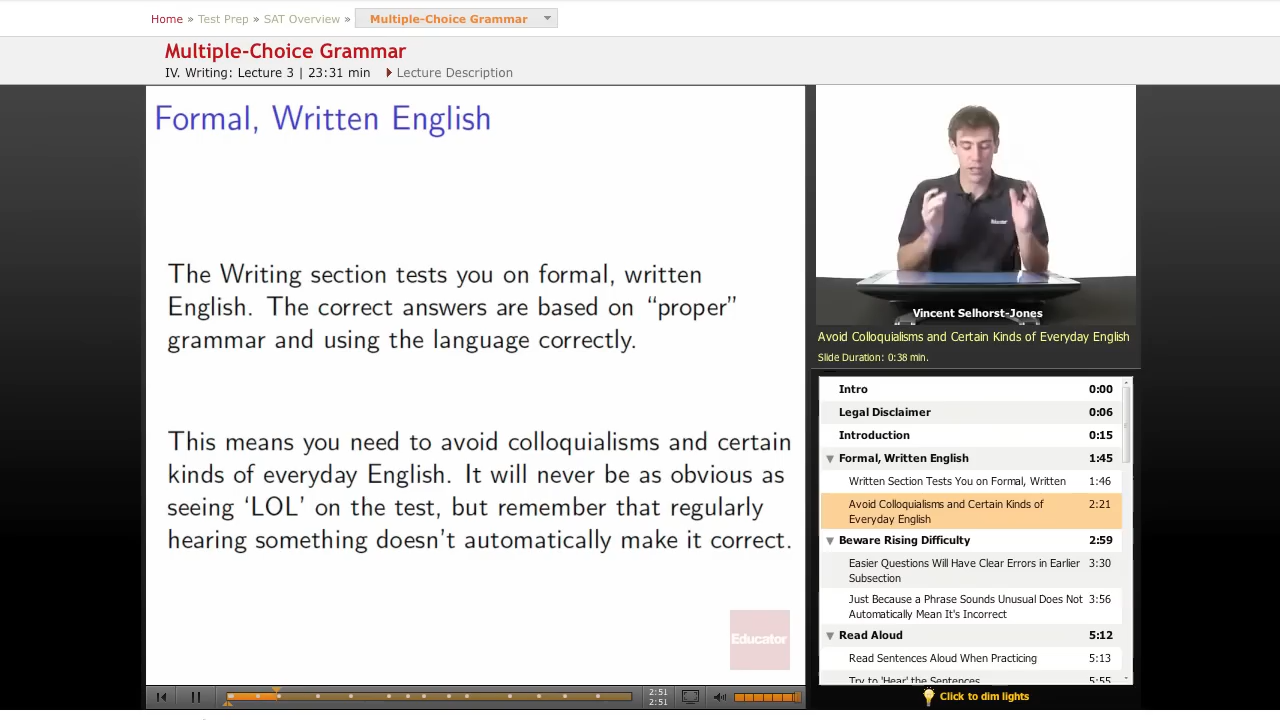 Home » Test Prep » SAT Overview » Multiple-Choice Grammar
Multiple-Choice Grammar
IV. Writing: Lecture 3 | 23:31 min Lecture Description
Formal, Written English
The Writing section tests you on formal, written
English. The correct answers are based on “proper”
grammar and using the language correctly.
This means you need to avoid colloquialisms and certain
kinds of everyday English. It will never be as obvious as
seeing ‘LOL’ on the test, but remember that regularly
hearing something doesn’t automatically make it correct.
Educator
2:51
2:51
Vincent Selhorst-Jones
Avoid Colloquialisms and Certain Kinds of Everyday English
Slide Duration: 0:38 min.
Intro 0:00
Legal Disclaimer 0:06
Introduction 0:15
Formal, Written English 1:45
Written Section Tests You on Formal, Written 1:46
Avoid Colloquialisms and Certain Kinds of 2:21
Everyday English
Beware Rising Difficulty 2:59
Easier Questions Will Have Clear Errors in Earlier 3:30
Subsection
Just Because a Phrase Sounds Unusual Does Not 3:56
Automatically Mean It's Incorrect
Read Aloud 5:12
Read Sentences Aloud When Practicing 5:13
Try to 'Hear' the Sentences 5:55
Click to dim lights